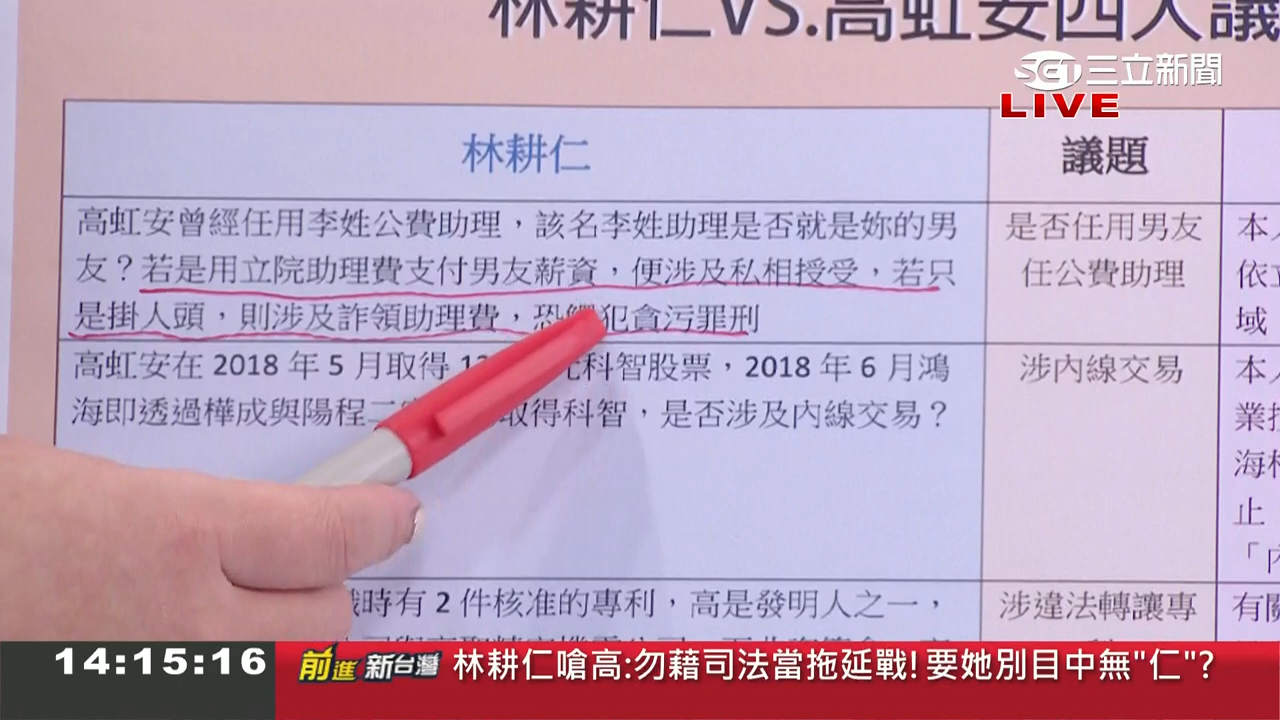 林耕仁VS.高虹安四人議
SET三立新聞
LIVE
林耕仁
議題
高虹安曾經任用李姓公費助理，該名李姓助理是否就是妳的男
友？若是用立院助理費支付男友薪資，便涉及私相授受，若只
是掛人頭，則涉及詐領助理費，恐觸犯貪污罪刑
是否任用男友
任公費助理
本人
依立
域
高虹安在 2018 年 5 月取得 科智股票，2018 年 6 月鴻
海即透過樺成與陽程二 取得科智，是否涉及內線交易？
涉內線交易
本人
業投
海
止
「內
時有 2 件核准的專利，高是發明人之一，
涉違法轉讓專
有關
14:15:16
前進新台灣
林耕仁嗆高:勿藉司法當拖延戰!要她別目中無"仁"?